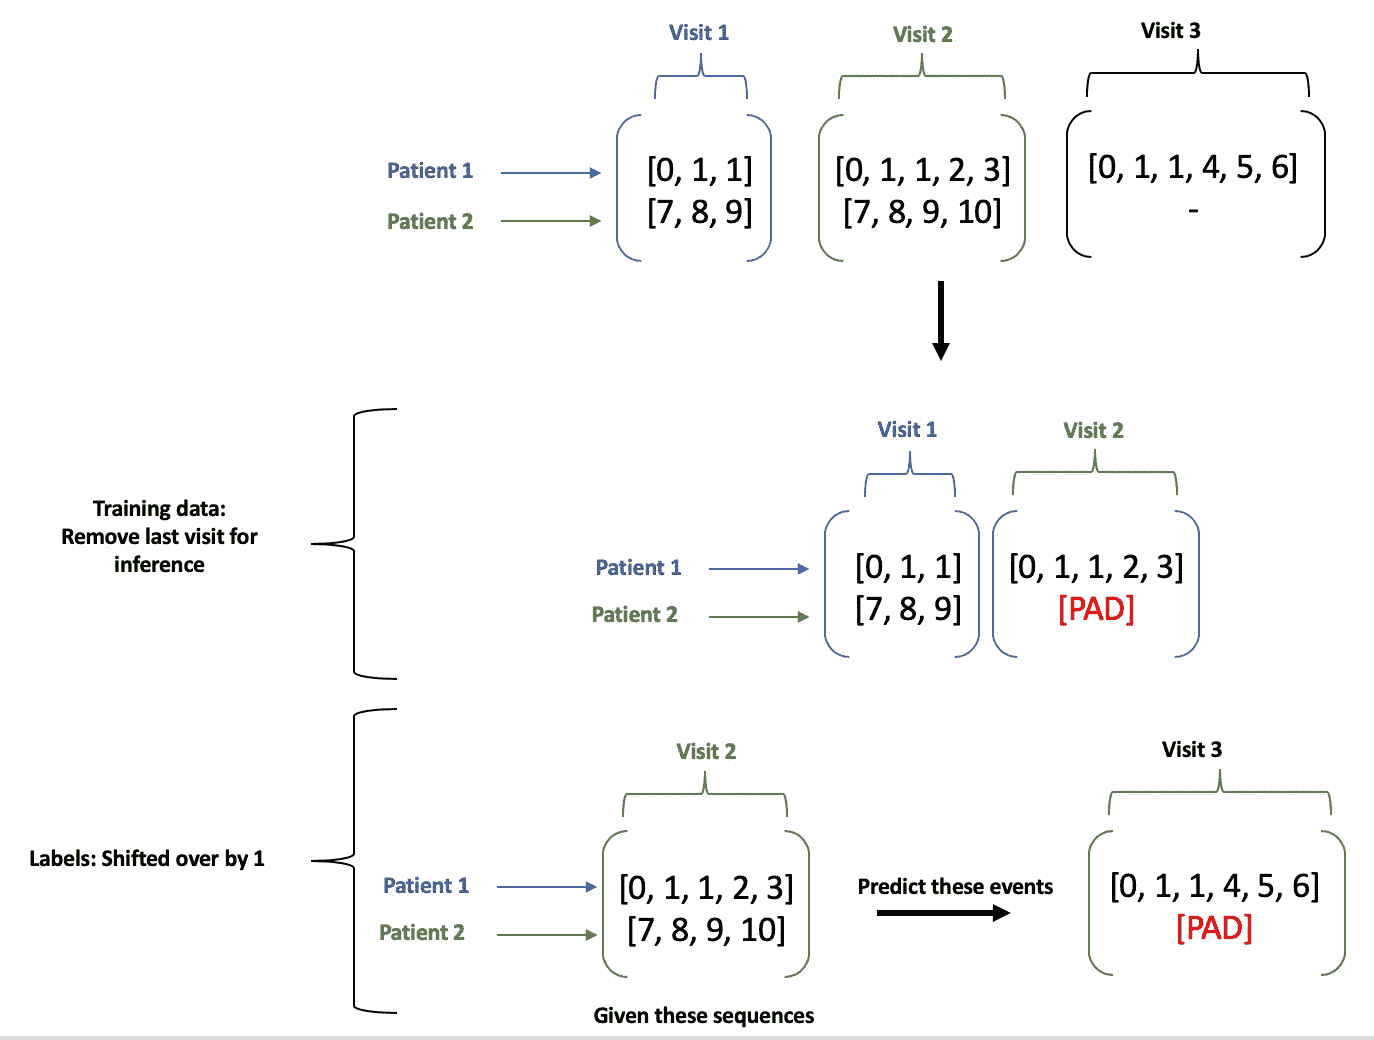 Visit 1
Visit 2
Visit 3
Patient 1
[0, 1, 1]
[0, 1, 1, 2, 3]
[0, 1, 1, 4, 5, 6]
Patient 2
[7, 8, 9]
[7, 8, 9, 10]
-
Training data:
Remove last visit for
inference
Visit 1
Visit 2
Patient 1
[0, 1, 1]
[0, 1, 1, 2, 3]
Patient 2
[7, 8, 9]
[PAD]
Labels: Shifted over by 1
Visit 2
Visit 3
Patient 1
[0, 1, 1, 2, 3]
Predict these events
[0, 1, 1, 4, 5, 6]
Patient 2
[7, 8, 9, 10]
[PAD]
Given these sequences